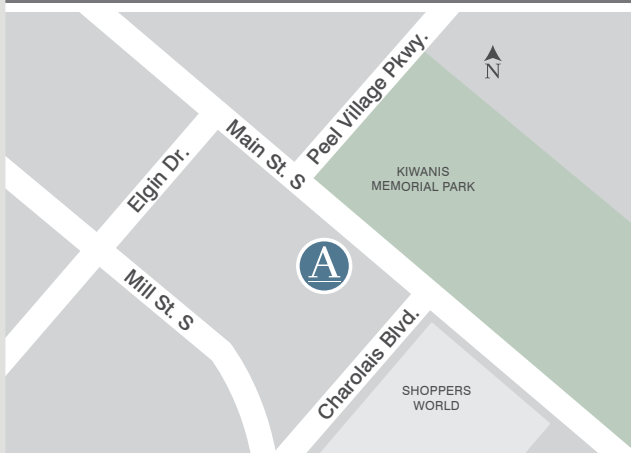 Peel Village Pkwy.
N
Main St. S
Elgin Dr.
KIWANIS
MEMORIAL PARK
A
Mill St. S
Charolais Blvd.
SHOPPERS
WORLD